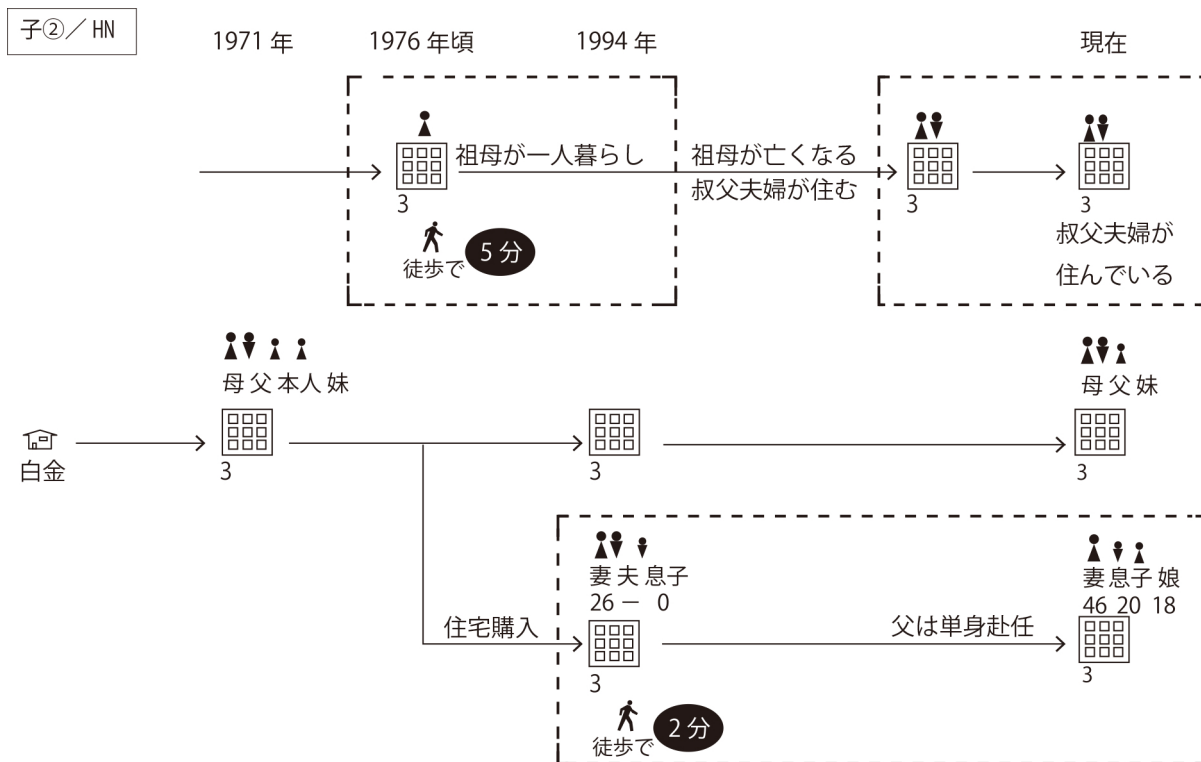 子②／HN
1971 年 1976 年頃 1994 年 現在
祖母が一人暮らし
祖母が亡くなる
叔父夫婦が住む
3
3
3
徒歩で 5 分
叔父夫婦が
住んでいる
母 父 本人 妹
母 父 妹
白金
3
3
3
妻 夫 息子
26 − 0
妻 息子 娘
46 20 18
住宅購入
父は単身赴任
3
3
徒歩で 2 分